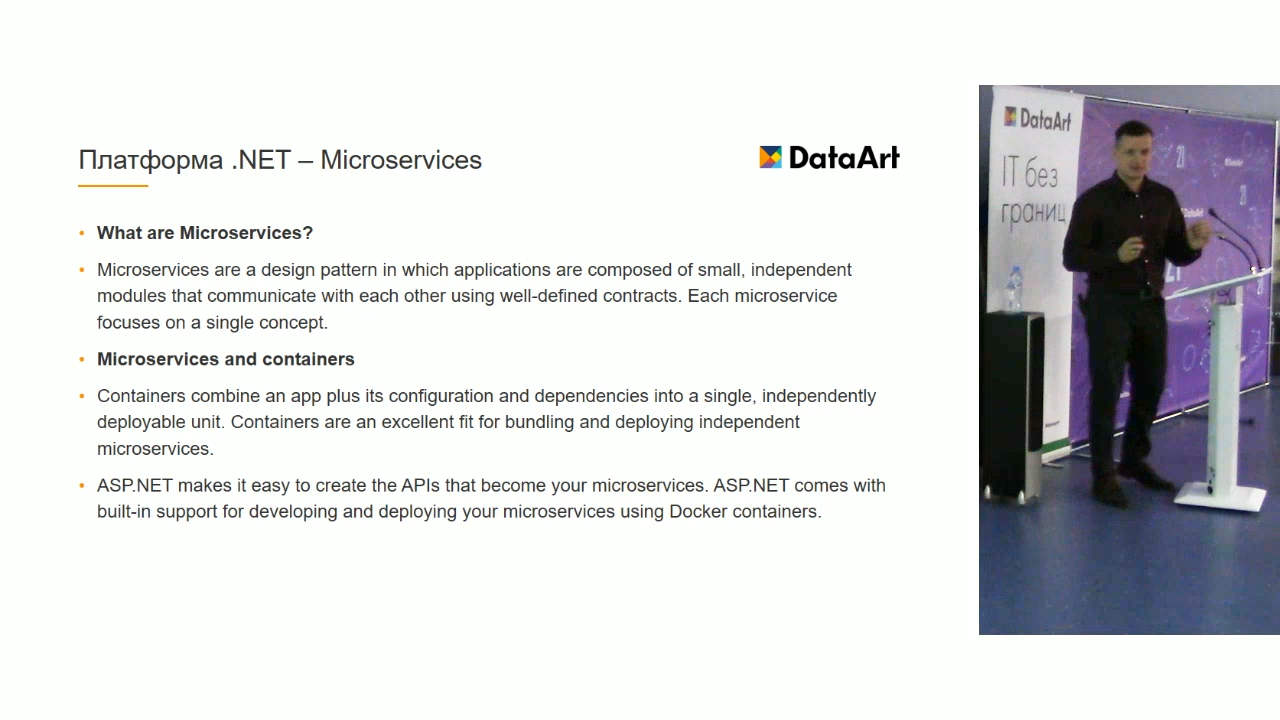 Платформа .NET – Microservices
DataArt
• What are Microservices?
• Microservices are a design pattern in which applications are composed of small, independent
modules that communicate with each other using well-defined contracts. Each microservice
focuses on a single concept.
• Microservices and containers
• Containers combine an app plus its configuration and dependencies into a single, independently
deployable unit. Containers are an excellent fit for bundling and deploying independent
microservices.
• ASP.NET makes it easy to create the APIs that become your microservices. ASP.NET comes with
built-in support for developing and deploying your microservices using Docker containers.
DataArt
IT без
границ
21
DataArt
21
DataArt
21